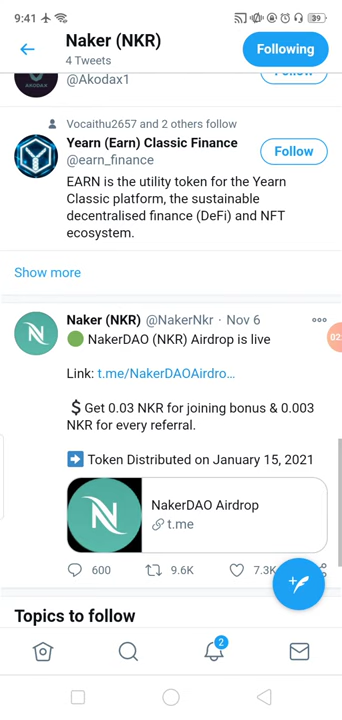 9:41
39
Naker (NKR)
4 Tweets
Following
AKODAX
@Akodax1
Follow
Vocaithu2657 and 2 others follow
Yearn (Earn) Classic Finance
@earn_finance
Follow
EARN is the utility token for the Yearn
Classic platform, the sustainable
decentralised finance (DeFi) and NFT
ecosystem.
Show more
Naker (NKR) @NakerNkr · Nov 6
🟢 NakerDAO (NKR) Airdrop is live
02
Link: t.me/NakerDAOAirdro...
💲Get 0.03 NKR for joining bonus & 0.003
NKR for every referral.
➡️ Token Distributed on January 15, 2021
NakerDAO Airdrop
t.me
600 9.6K 7.3K
Topics to follow
2